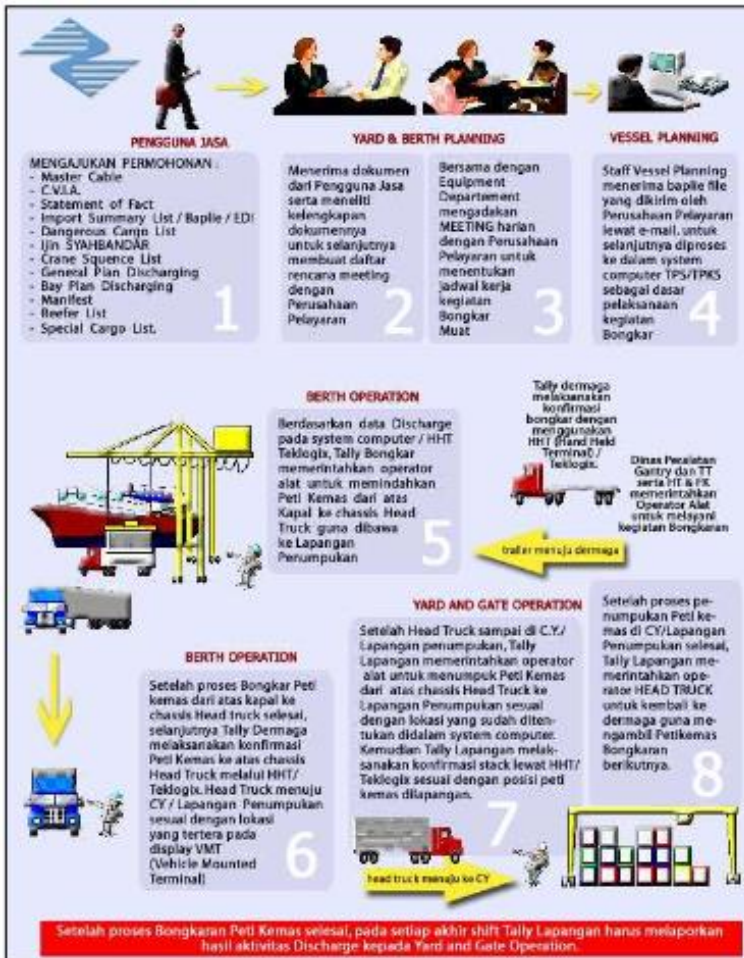 PENGGUNA JASA
MENGAJUKAN PERMOHONAN :
- Master Cable
- C.V.I.A.
- Statement of Fact
- Import Summary List / Baplie / EDI
- Dangerous Cargo List
- Ijin SYAHBANDAR
- Crane Squence List
- General Plan Discharging
- Bay Plan Discharging
- Manifest
- Reefer List
- Special Cargo List.
1
YARD & BERTH PLANNING
Menerima dokumen
dari Pengguna Jasa
serta meneliti
kelengkapan
dokumennya
untuk selanjutnya
membuat daftar
rencana meeting
dengan
Perusahaan
Pelayaran
2
Bersama dengan
Equipment
Departement
mengadakan
MEETING harian
dengan Perusahaan
Pelayaran untuk
menentukan
jadwal kerja
kegiatan
Bongkar
Muat
3
VESSEL PLANNING
Staff Vessel Planning
menerima baplie file
yang dikirim oleh
Perusahaan Pelayaran
lewat e-mail, untuk
selanjutnya diproses
ke dalam system
computer TPS/TPKS
sebagai dasar
pelaksanaan
kegiatan
Bongkar
4
BERTH OPERATION
Berdasarkan data Discharge
pada system computer / HHT
Teklogix, Tally Bongkar
memerintahkan operator
alat untuk memindahkan
Peti Kemas dari atas
Kapal ke chassis Head
Truck guna dibawa
ke Lapangan
Penumpukan
5
Tally dermaga
melaksanakan
konfirmasi
bongkar dengan
menggunakan
HHT (Hand Held
Terminal) /
Teklogix.
Dinas Peralatan
Gantry dan TT
serta HT & FK
memerintahkan
Operator Alat
untuk melayani
kegiatan Bongkaran
trailer menuju dermaga
BERTH OPERATION
Setelah proses Bongkar Peti
kemas dari atas kapal ke
chassis Head truck selesai,
selanjutnya Tally Dermaga
melaksanakan konfirmasi
Peti Kemas ke atas chassis
Head Truck melalui HHT/
Teklogix. Head Truck menuju
CY / Lapangan Penumpukan
sesuai dengan lokasi
yang tertera pada
display VMT
(Vehicle Mounted
Terminal)
6
YARD AND GATE OPERATION
Setelah Head Truck sampai di C.Y./
Lapangan penumpukan, Tally
Lapangan memerintahkan operator
alat untuk menumpuk Peti Kemas
dari atas chassis Head Truck ke
Lapangan Penumpukan sesuai
dengan lokasi yang sudah diten-
tukan didalam system computer.
Kemudian Tally Lapangan melak-
sanakan konfirmasi stack lewat HHT/
Teklogix sesuai dengan posisi peti
kemas dilapangan.
7
head truck menuju ke CY
Setelah proses pe-
numpukan Peti ke-
mas di CY/Lapangan
Penumpukan selesai,
Tally Lapangan me-
merintahkan ope-
rator HEAD TRUCK
untuk kembali ke
dermaga guna me-
ngambil Petikemas
Bongkaran
berikutnya.
8
Setelah proses Bongkaran Peti Kemas selesai, pada setiap akhir shift Tally Lapangan harus melaporkan
hasil aktivitas Discharge kepada Yard and Gate Operation.